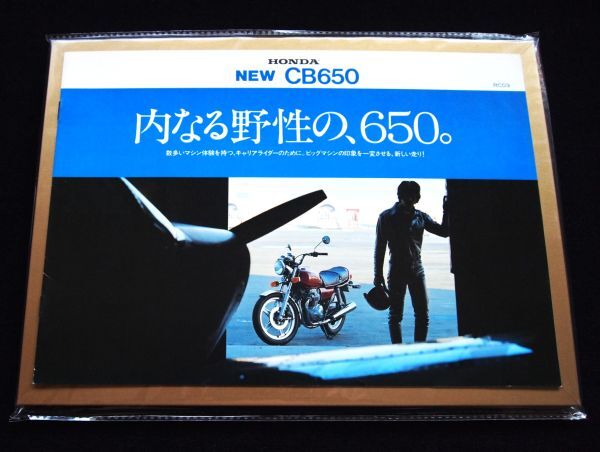 HONDA
NEW CB650
RC03
内なる野性の、650。
数多いマシン体験を持つ、キャリアライダーのために、ビッグマシンの印象を一変させる、新しい走り!